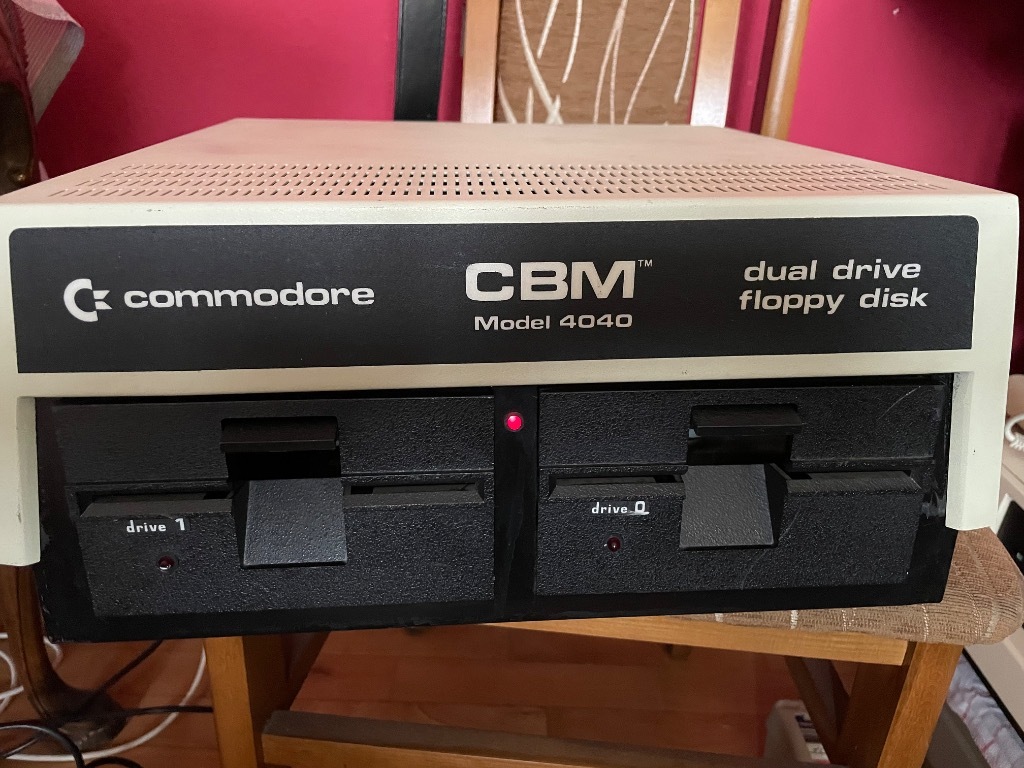 commodore
CBM™
Model 4040
dual drive
floppy disk
drive 1
drive 0